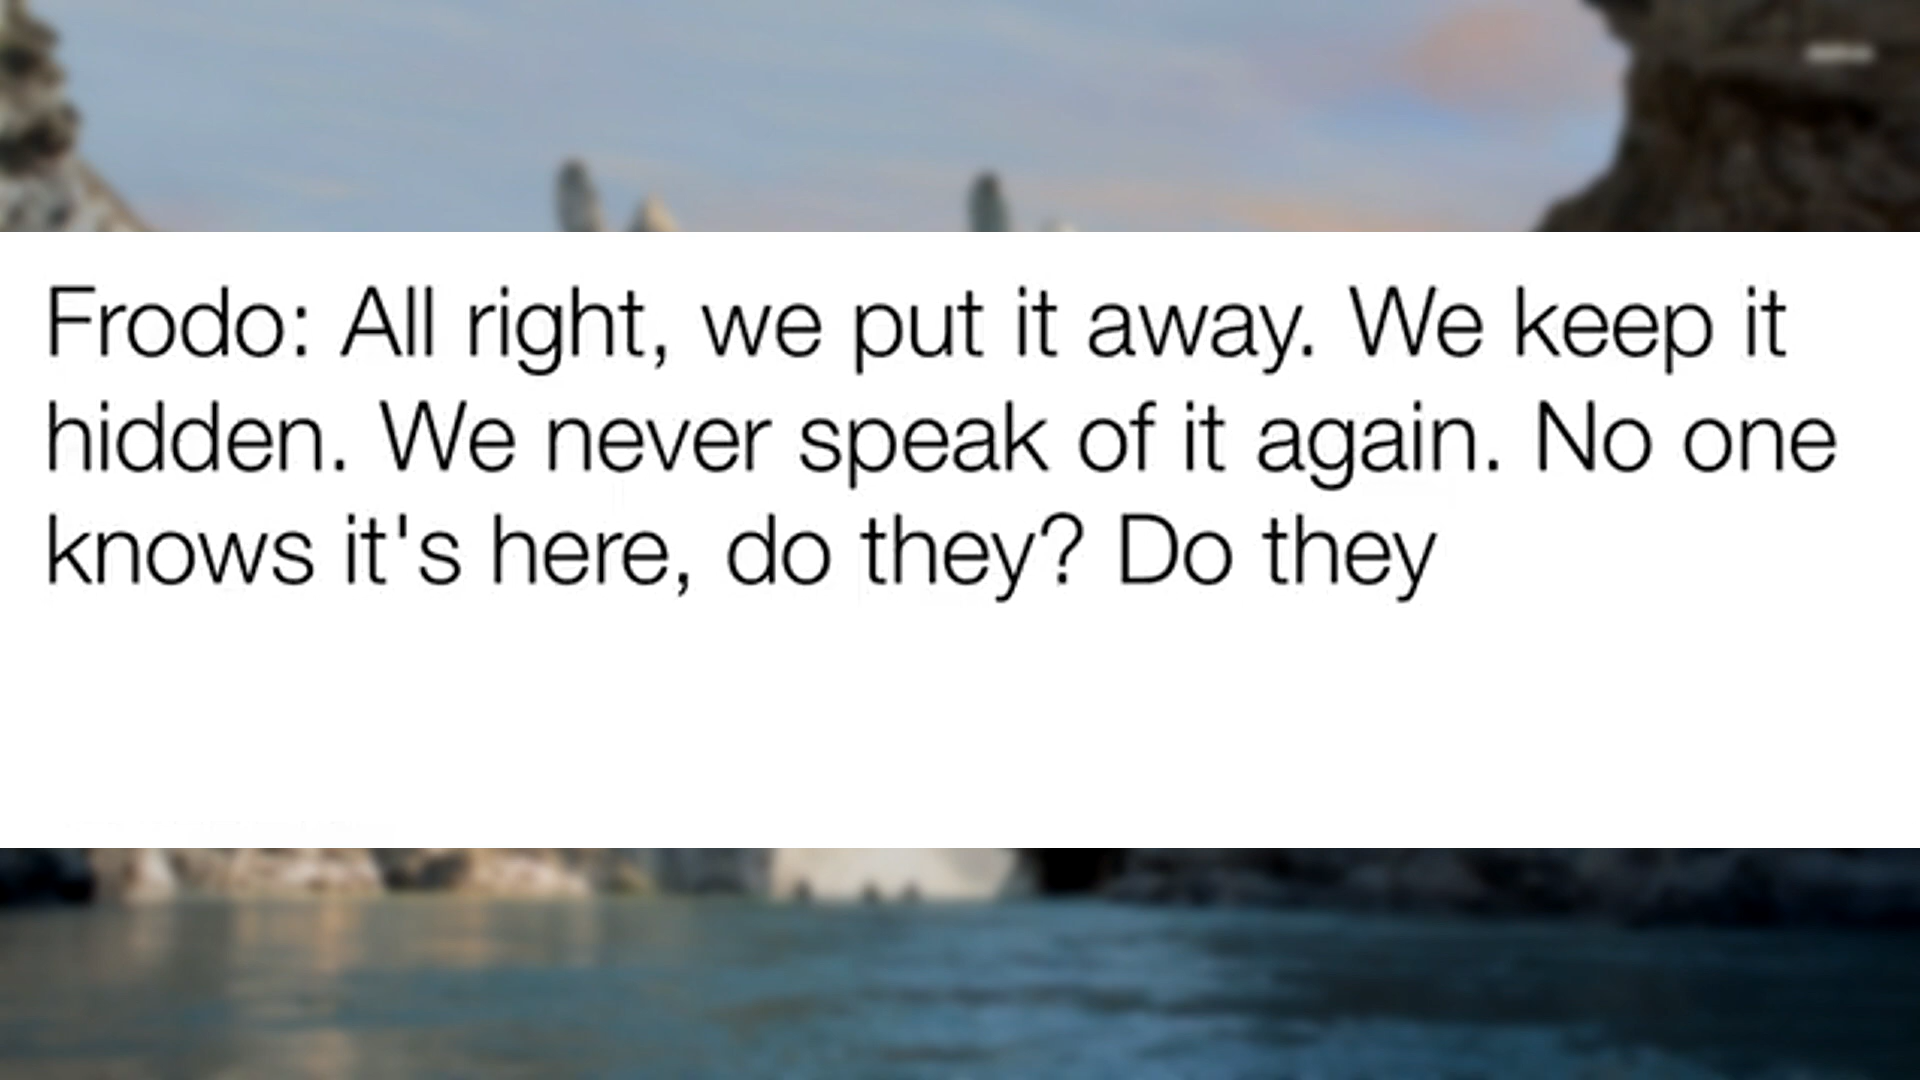 Frodo: All right, we put it away. We keep it
hidden. We never speak of it again. No one
knows it's here, do they? Do they